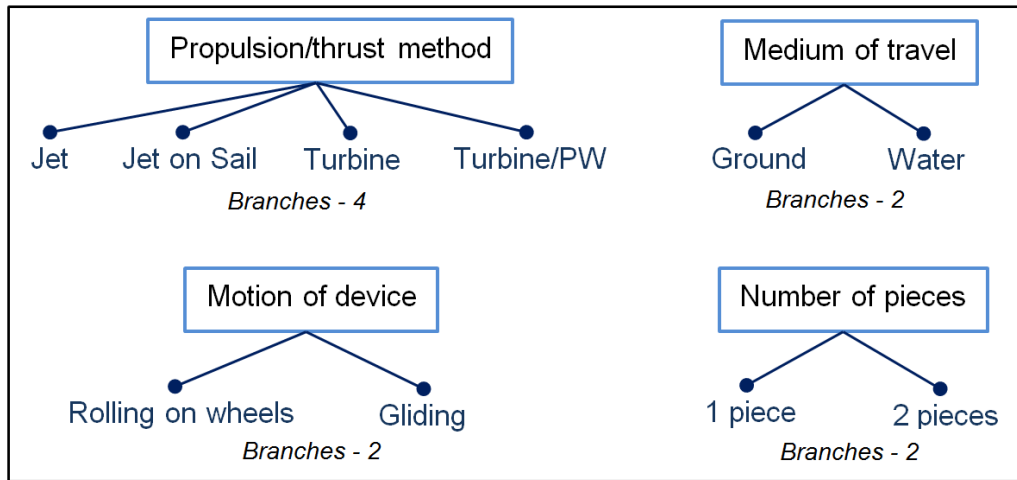 Propulsion/thrust method
Jet
Jet on Sail
Turbine
Turbine/PW
Branches - 4
Medium of travel
Ground
Water
Branches - 2
Motion of device
Rolling on wheels
Gliding
Branches - 2
Number of pieces
1 piece
2 pieces
Branches - 2